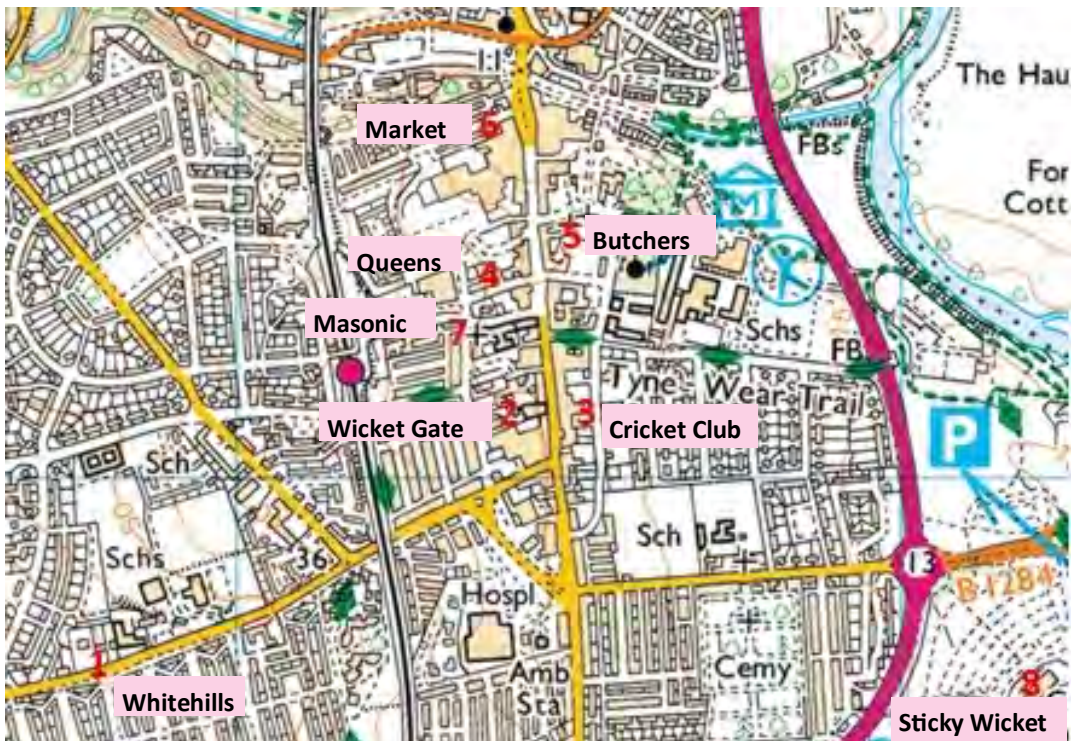 The Hau
Market 6
FBs
For
Cott
M
5 Butchers
Queens
4
Masonic
7
Schs
FB
Tyne Wear Trail
2
3
Wicket Gate
Cricket Club
P
Sch
Sch
Schs
36
13
B 1284
Hospl
1
Amb
Sta
Cemy
8
Whitehills
Sticky Wicket